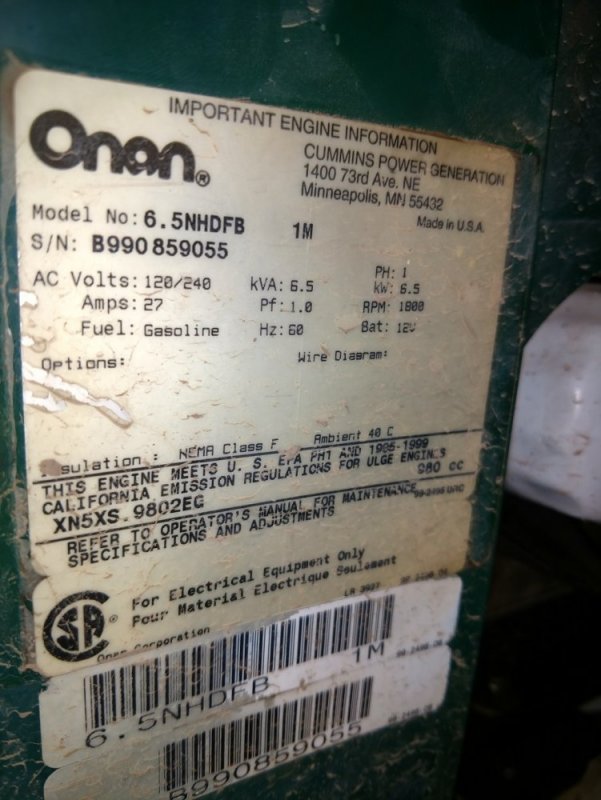 IMPORTANT ENGINE INFORMATION
Onan®
CUMMINS POWER GENERATION
1400 73rd Ave. NE
Minneapolis, MN 55432
Made in U.S.A.
Model No: 6.5NHDFB 1M
S/N: B990859055
AC Volts: 120/240 kVA: 6.5 PH: 1 kW: 6.5
Amps: 27 Pf: 1.0 RPM: 1800
Fuel: Gasoline Hz: 60 Bat: 12V
Options: Wire Diagram:
sulation : NEMA Class F Ambient 40 C
THIS ENGINE MEETS U. S. EPA PH1 AND 1995-1999
CALIFORNIA EMISSION REGULATIONS FOR ULGE ENGINES
XN5XS.9802EG 980 cc
REFER TO OPERATOR'S MANUAL FOR MAINTENANCE
SPECIFICATIONS AND ADJUSTMENTS
SA®
For Electrical Equipment Only
Pour Material Electrique Seulement
LR 3997
Onan Corporation
6.5NHDFB 1M
B990859055